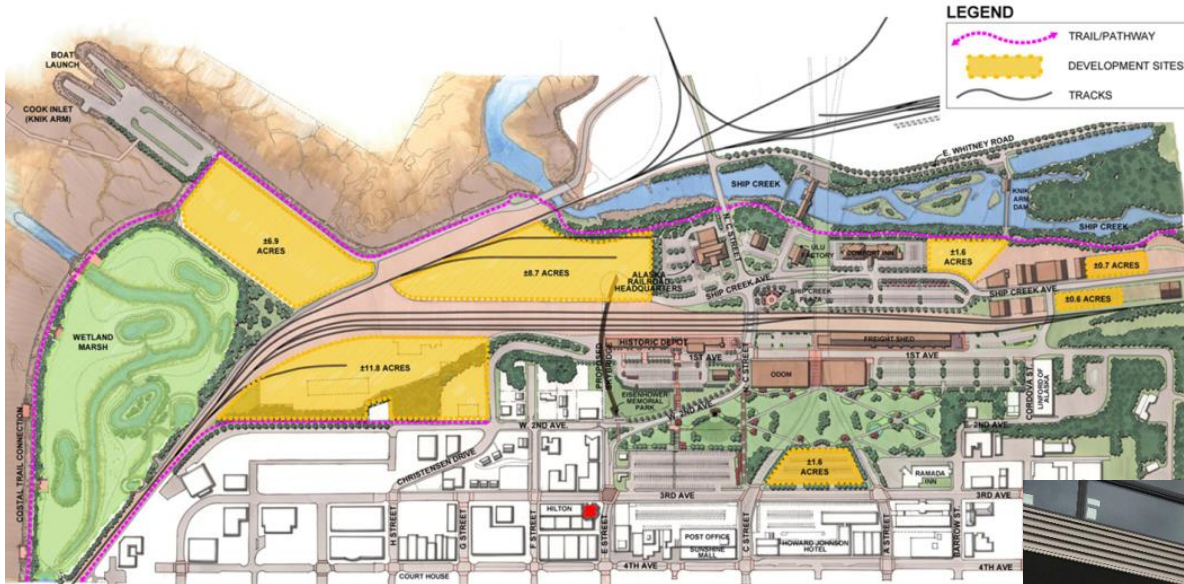 LEGEND
TRAIL/PATHWAY
DEVELOPMENT SITES
TRACKS
BOAT
LAUNCH
COOK INLET
(KNIK ARM)
E. WHITNEY ROAD
SHIP CREEK
KNIK
ARM
DAM
SHIP CREEK
N. C STREET
±6.9
ACRES
±8.7 ACRES
ALASKA
RAILROAD
HEADQUARTERS
ULU
FACTORY
COMFORT INN
±1.6
ACRES
±0.7 ACRES
±0.6 ACRES
SHIP CREEK AVE
SHIP CREEK
PLAZA
SHIP CREEK AVE
WETLAND
MARSH
±11.8 ACRES
PROPOSED
HISTORIC DEPOT
FREIGHT SHED
1ST AVE
1ST AVE
C STREET
ODOM
EISENHOWER
MEMORIAL
PARK
CORDOVA ST.
LINFORD OF
ALASKA
W. 2ND AVE.
E. 2ND AVE
COSTAL TRAIL CONNECTION
CHRISTENSEN DRIVE
±1.6
ACRES
RAMADA
INN
3RD AVE
3RD AVE
H STREET
G STREET
F STREET
HILTON
E STREET
POST OFFICE
SUNSHINE
MALL
C STREET
HOWARD JOHNSON
HOTEL
A STREET
BARROW ST.
COURT HOUSE
4TH AVE
4TH AVE